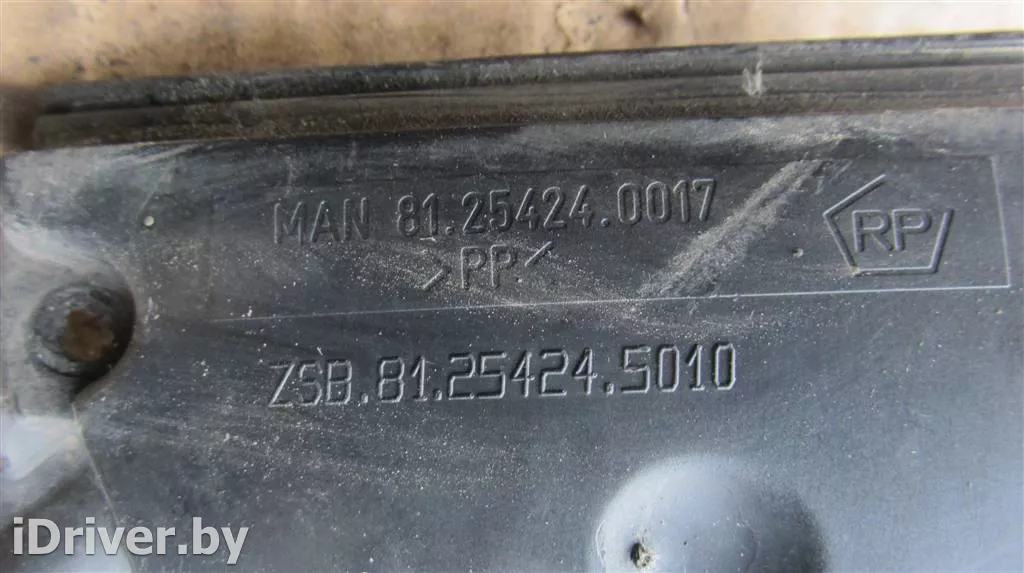 MAN 81.25424.0017
>PP<
RP
ZSB.81.25424.5010
iDriver.by